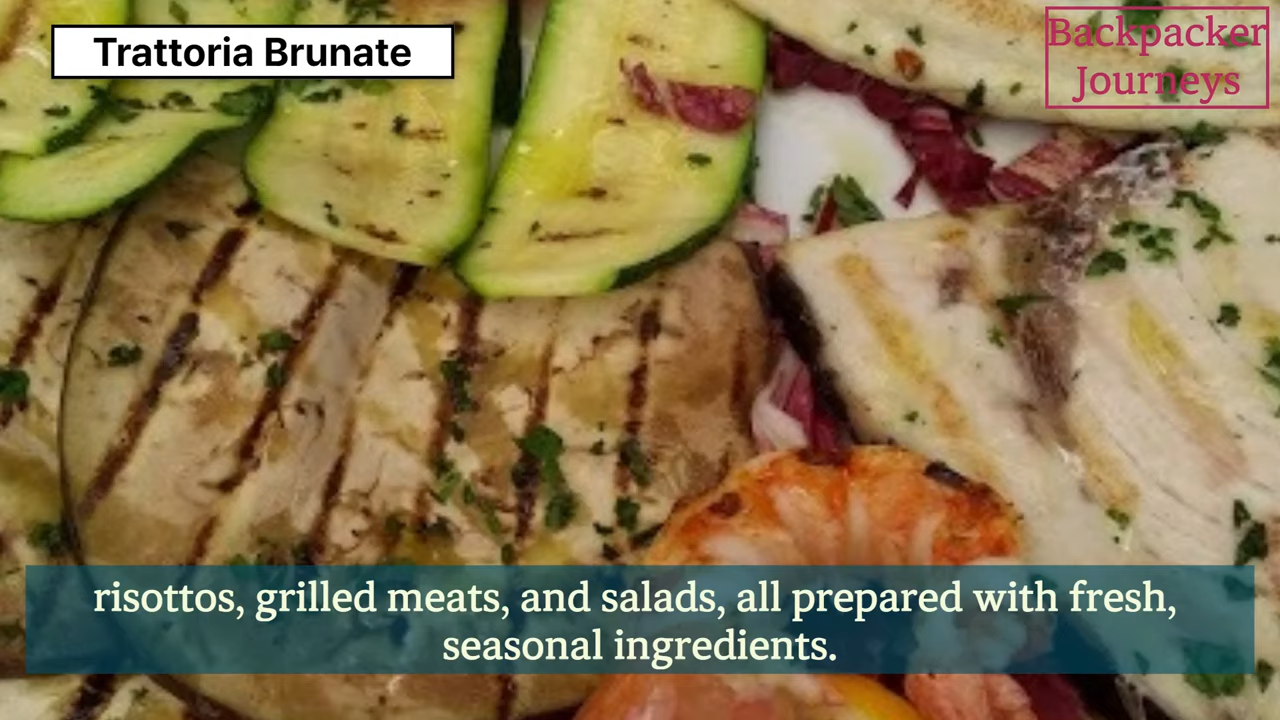 Trattoria Brunate
Backpacker
Journeys
risottos, grilled meats, and salads, all prepared with fresh,
seasonal ingredients.